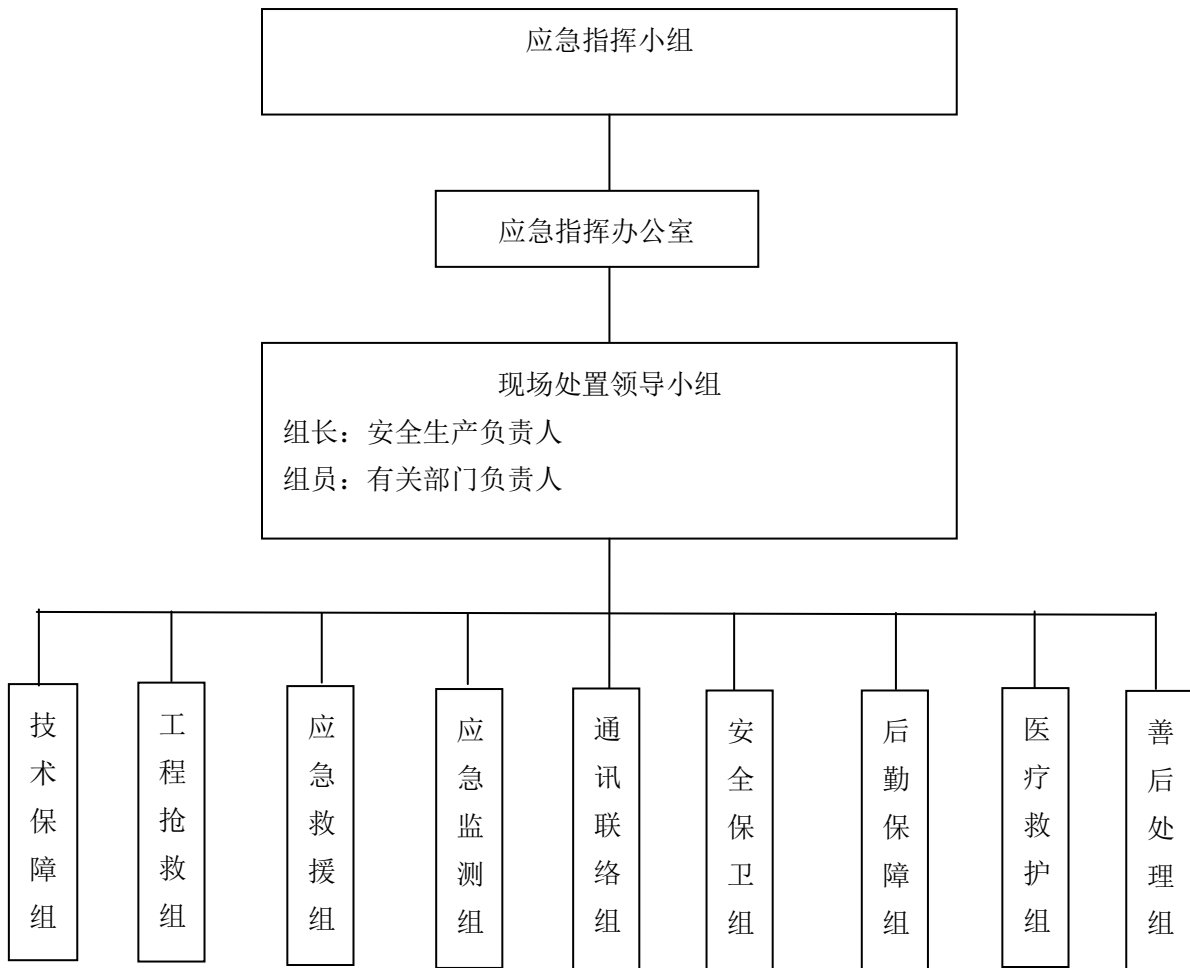 应急指挥小组
应急指挥办公室
现场处置领导小组
组长：安全生产负责人
组员：有关部门负责人
技术保障组
工程抢救组
应急救援组
应急监测组
通讯联络组
安全保卫组
后勤保障组
医疗救护组
善后处理组